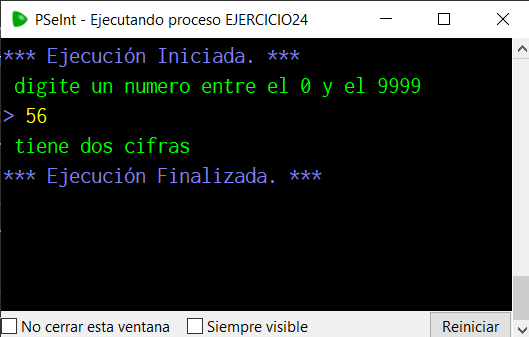 PSeInt - Ejecutando proceso EJERCICIO24
*** Ejecución Iniciada. ***
digite un numero entre el 0 y el 9999
> 56
tiene dos cifras
*** Ejecución Finalizada. ***
No cerrar esta ventana Siempre visible Reiniciar